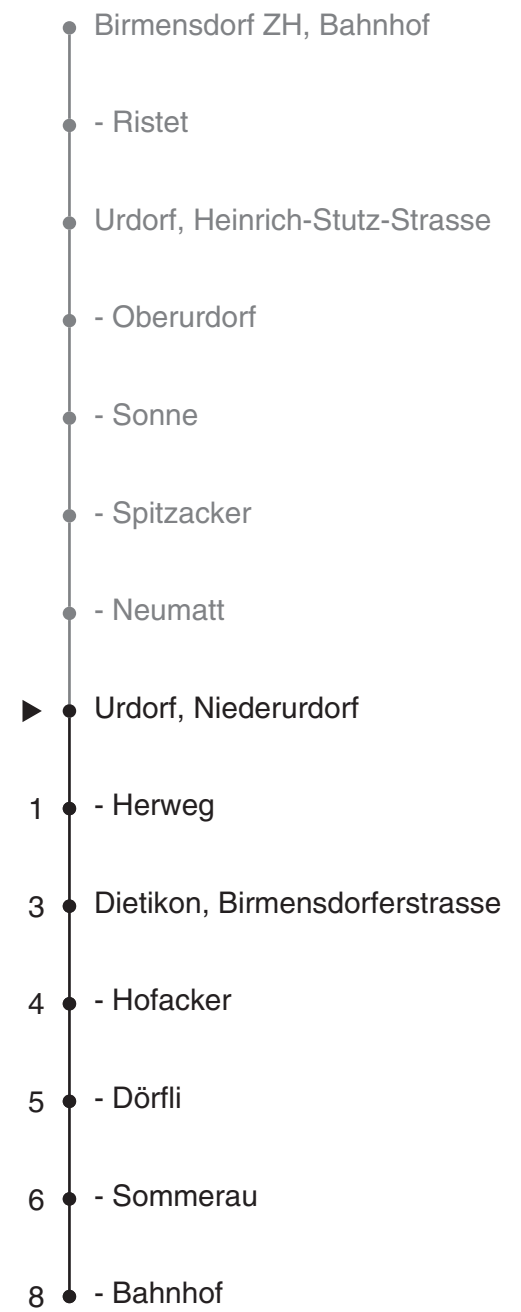 Birmensdorf ZH, Bahnhof
- Ristet
Urdorf, Heinrich-Stutz-Strasse
- Oberurdorf
- Sonne
- Spitzacker
- Neumatt
Urdorf, Niederurdorf
1 - Herweg
3 Dietikon, Birmensdorferstrasse
4 - Hofacker
5 - Dörfli
6 - Sommerau
8 - Bahnhof